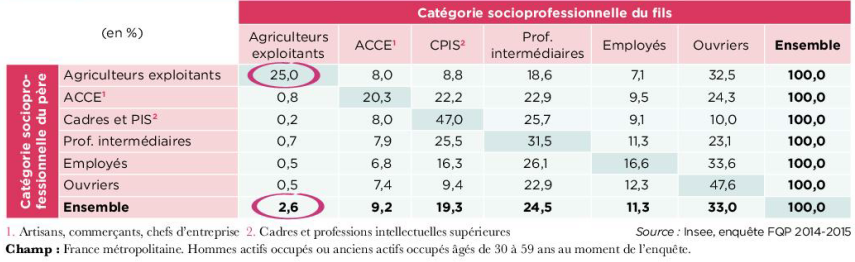 Catégorie socioprofessionnelle du fils
(en %) Agriculteurs exploitants ACCE1 CPIS2 Prof. intermédiaires Employés Ouvriers Ensemble
Catégorie sociopro-
fessionnelle du père
Agriculteurs exploitants 25,0 8,0 8,8 18,6 7,1 32,5 100,0
ACCE1 0,8 20,3 22,2 22,9 9,5 24,3 100,0
Cadres et PIS2 0,2 8,0 47,0 25,7 9,1 10,0 100,0
Prof. intermédiaires 0,7 7,9 25,5 31,5 11,3 23,1 100,0
Employés 0,5 6,8 16,3 26,1 16,6 33,6 100,0
Ouvriers 0,5 7,4 9,4 22,9 12,3 47,6 100,0
Ensemble 2,6 9,2 19,3 24,5 11,3 33,0 100,0
1. Artisans, commerçants, chefs d'entreprise 2. Cadres et professions intellectuelles supérieures Source : Insee, enquête FQP 2014-2015
Champ : France métropolitaine. Hommes actifs occupés ou anciens actifs occupés âgés de 30 à 59 ans au moment de l'enquête.